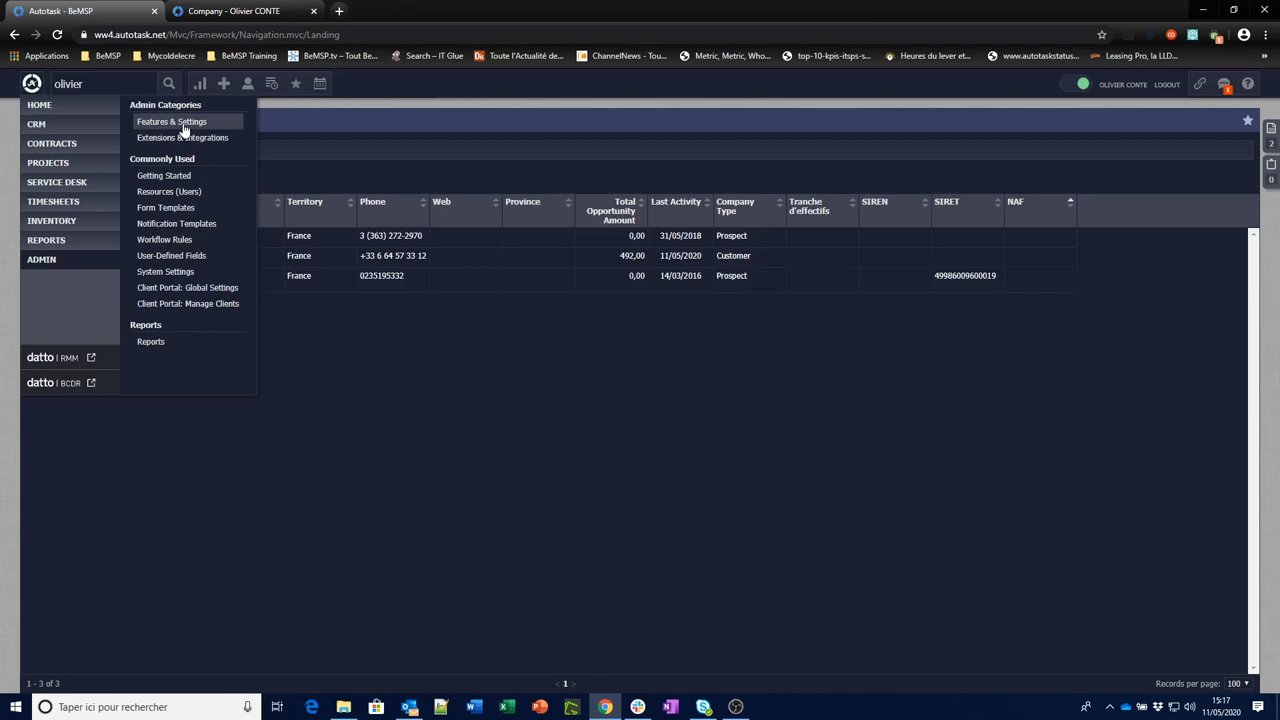 Autotask - BeMSP
Company - Olivier CONTE
ww4.autotask.net/Mvc/Framework/Navigation.mvc/Landing
Applications
BeMSP
Mycoldelecre
BeMSP Training
BeMSP.tv – Tout Be...
Search – IT Glue
Toute l'Actualité de...
ChannelNews - Tou...
Metric, Metric, Who...
top-10-kpis-itsps-s...
Heures du lever et...
www.autotaskstatus...
Leasing Pro, la LLD...
olivier
OLIVIER CONTE
LOGOUT
1
HOME
CRM
CONTRACTS
PROJECTS
SERVICE DESK
TIMESHEETS
INVENTORY
REPORTS
ADMIN
datto | RMM
datto | BCDR
Admin Categories
Features & Settings
Extensions & Integrations
Commonly Used
Getting Started
Resources (Users)
Form Templates
Notification Templates
Workflow Rules
User-Defined Fields
System Settings
Client Portal: Global Settings
Client Portal: Manage Clients
Reports
Reports
2
0
Territory Phone Web Province Total Opportunity Amount Last Activity Company Type Tranche d'effectifs SIREN SIRET NAF
France 3 (363) 272-2970 0,00 31/05/2018 Prospect
France +33 6 64 57 33 12 492,00 11/05/2020 Customer
France 0235195332 0,00 14/03/2016 Prospect 49986009600019
1 - 3 of 3
< 1 >
Records per page: 100
Taper ici pour rechercher
15:17
11/05/2020